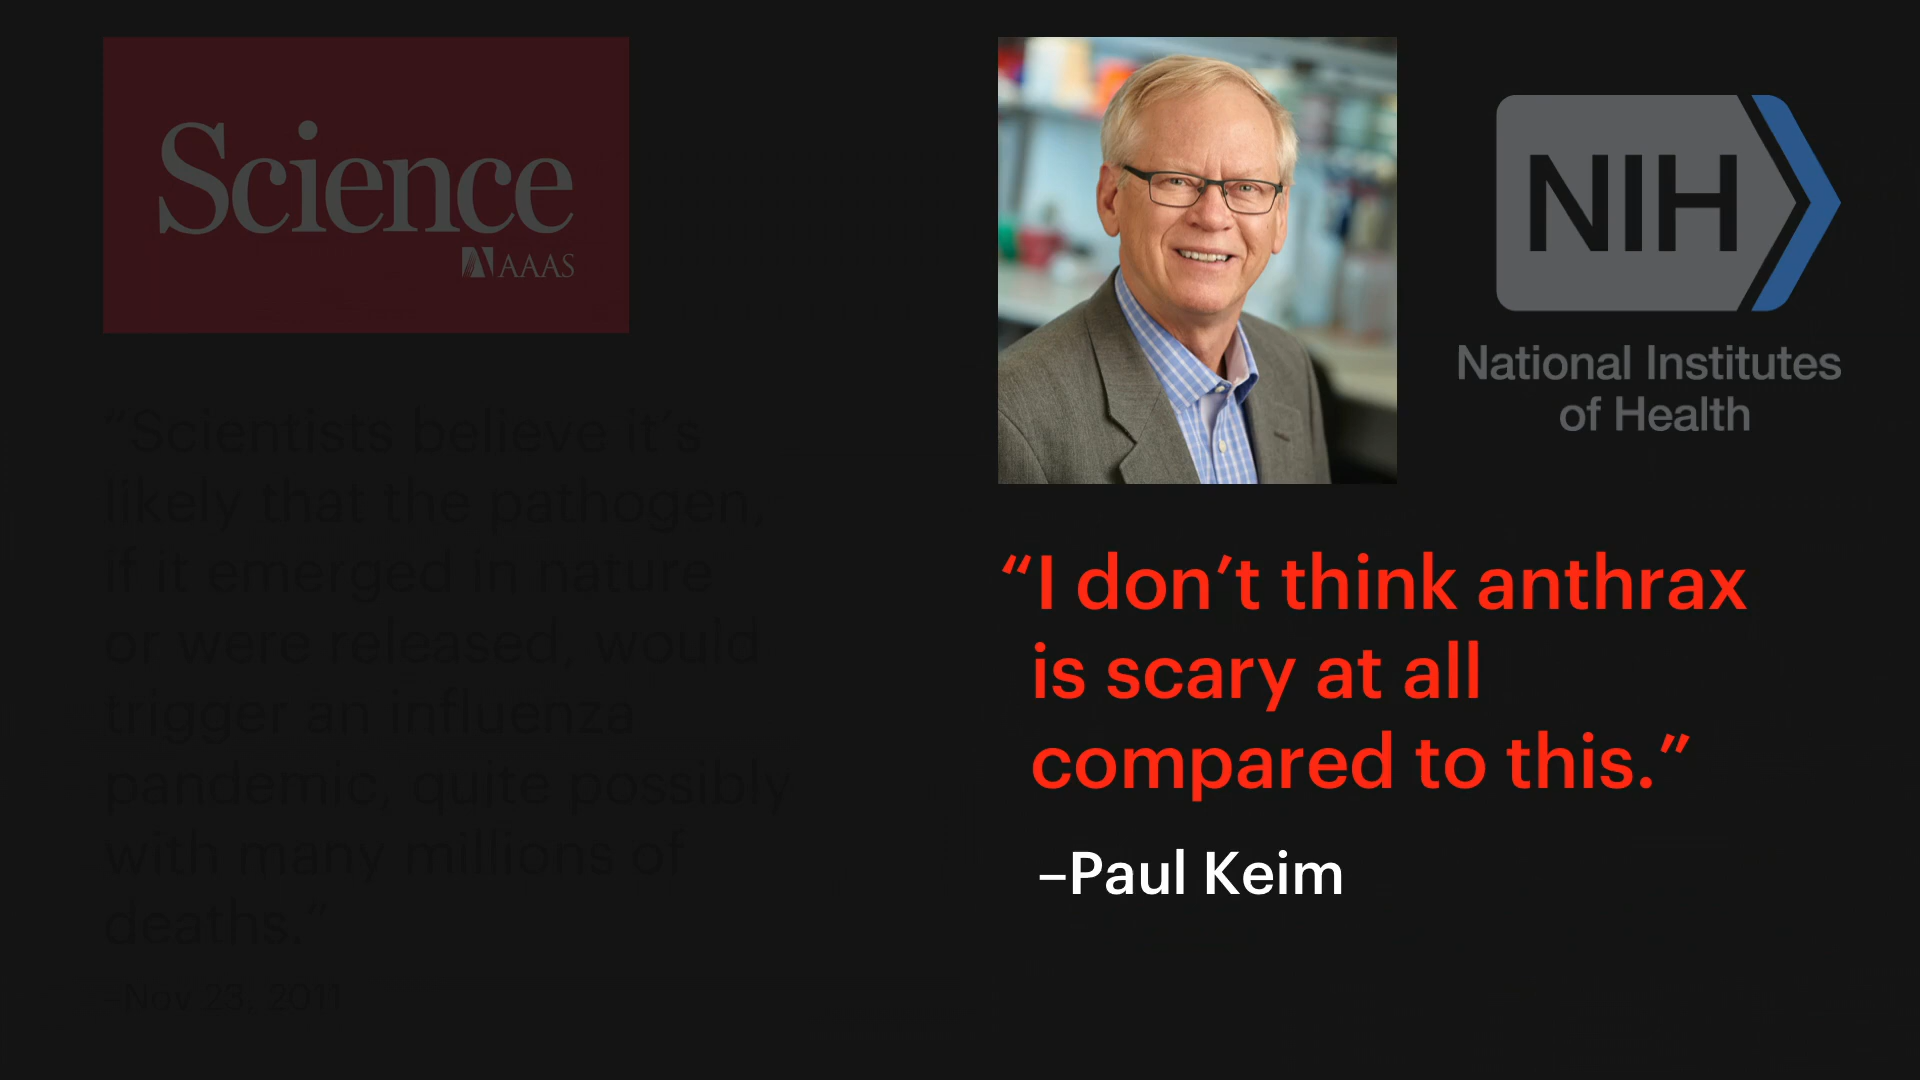 Science
AAAS
“Scientists believe it’s
likely that the pathogen,
if it emerged in nature
or were released, would
trigger an influenza
pandemic, quite possibly
with many millions of
deaths.”
–Nov 23, 2011
NIH
National Institutes
of Health
“I don’t think anthrax
is scary at all
compared to this.”
–Paul Keim